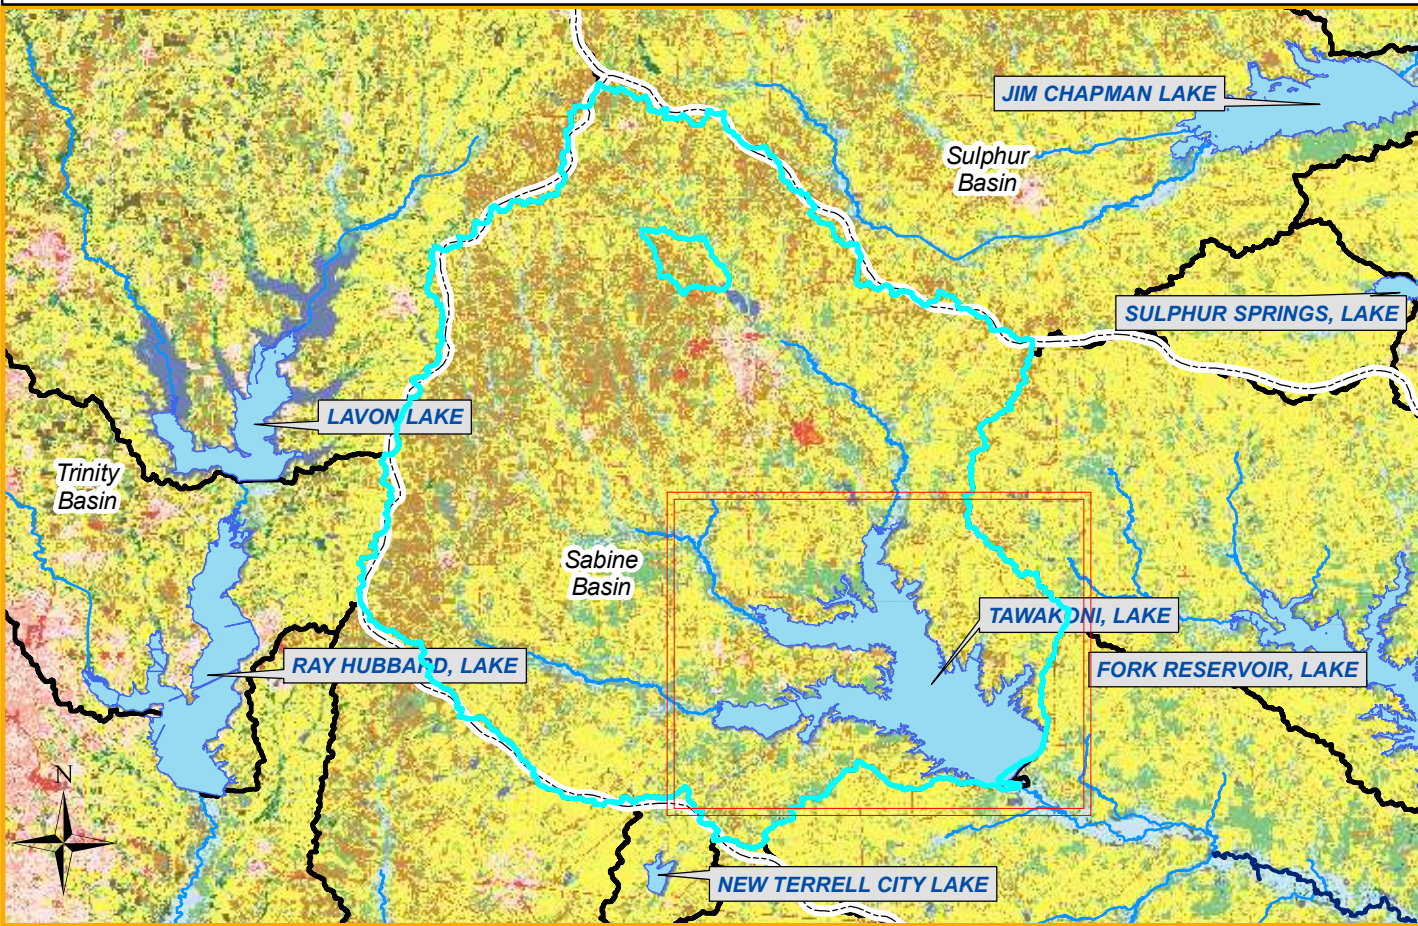 JIM CHAPMAN LAKE
Sulphur
Basin
SULPHUR SPRINGS, LAKE
LAVON LAKE
Trinity
Basin
Sabine
Basin
TAWAKONI, LAKE
RAY HUBBARD, LAKE
FORK RESERVOIR, LAKE
N
NEW TERRELL CITY LAKE